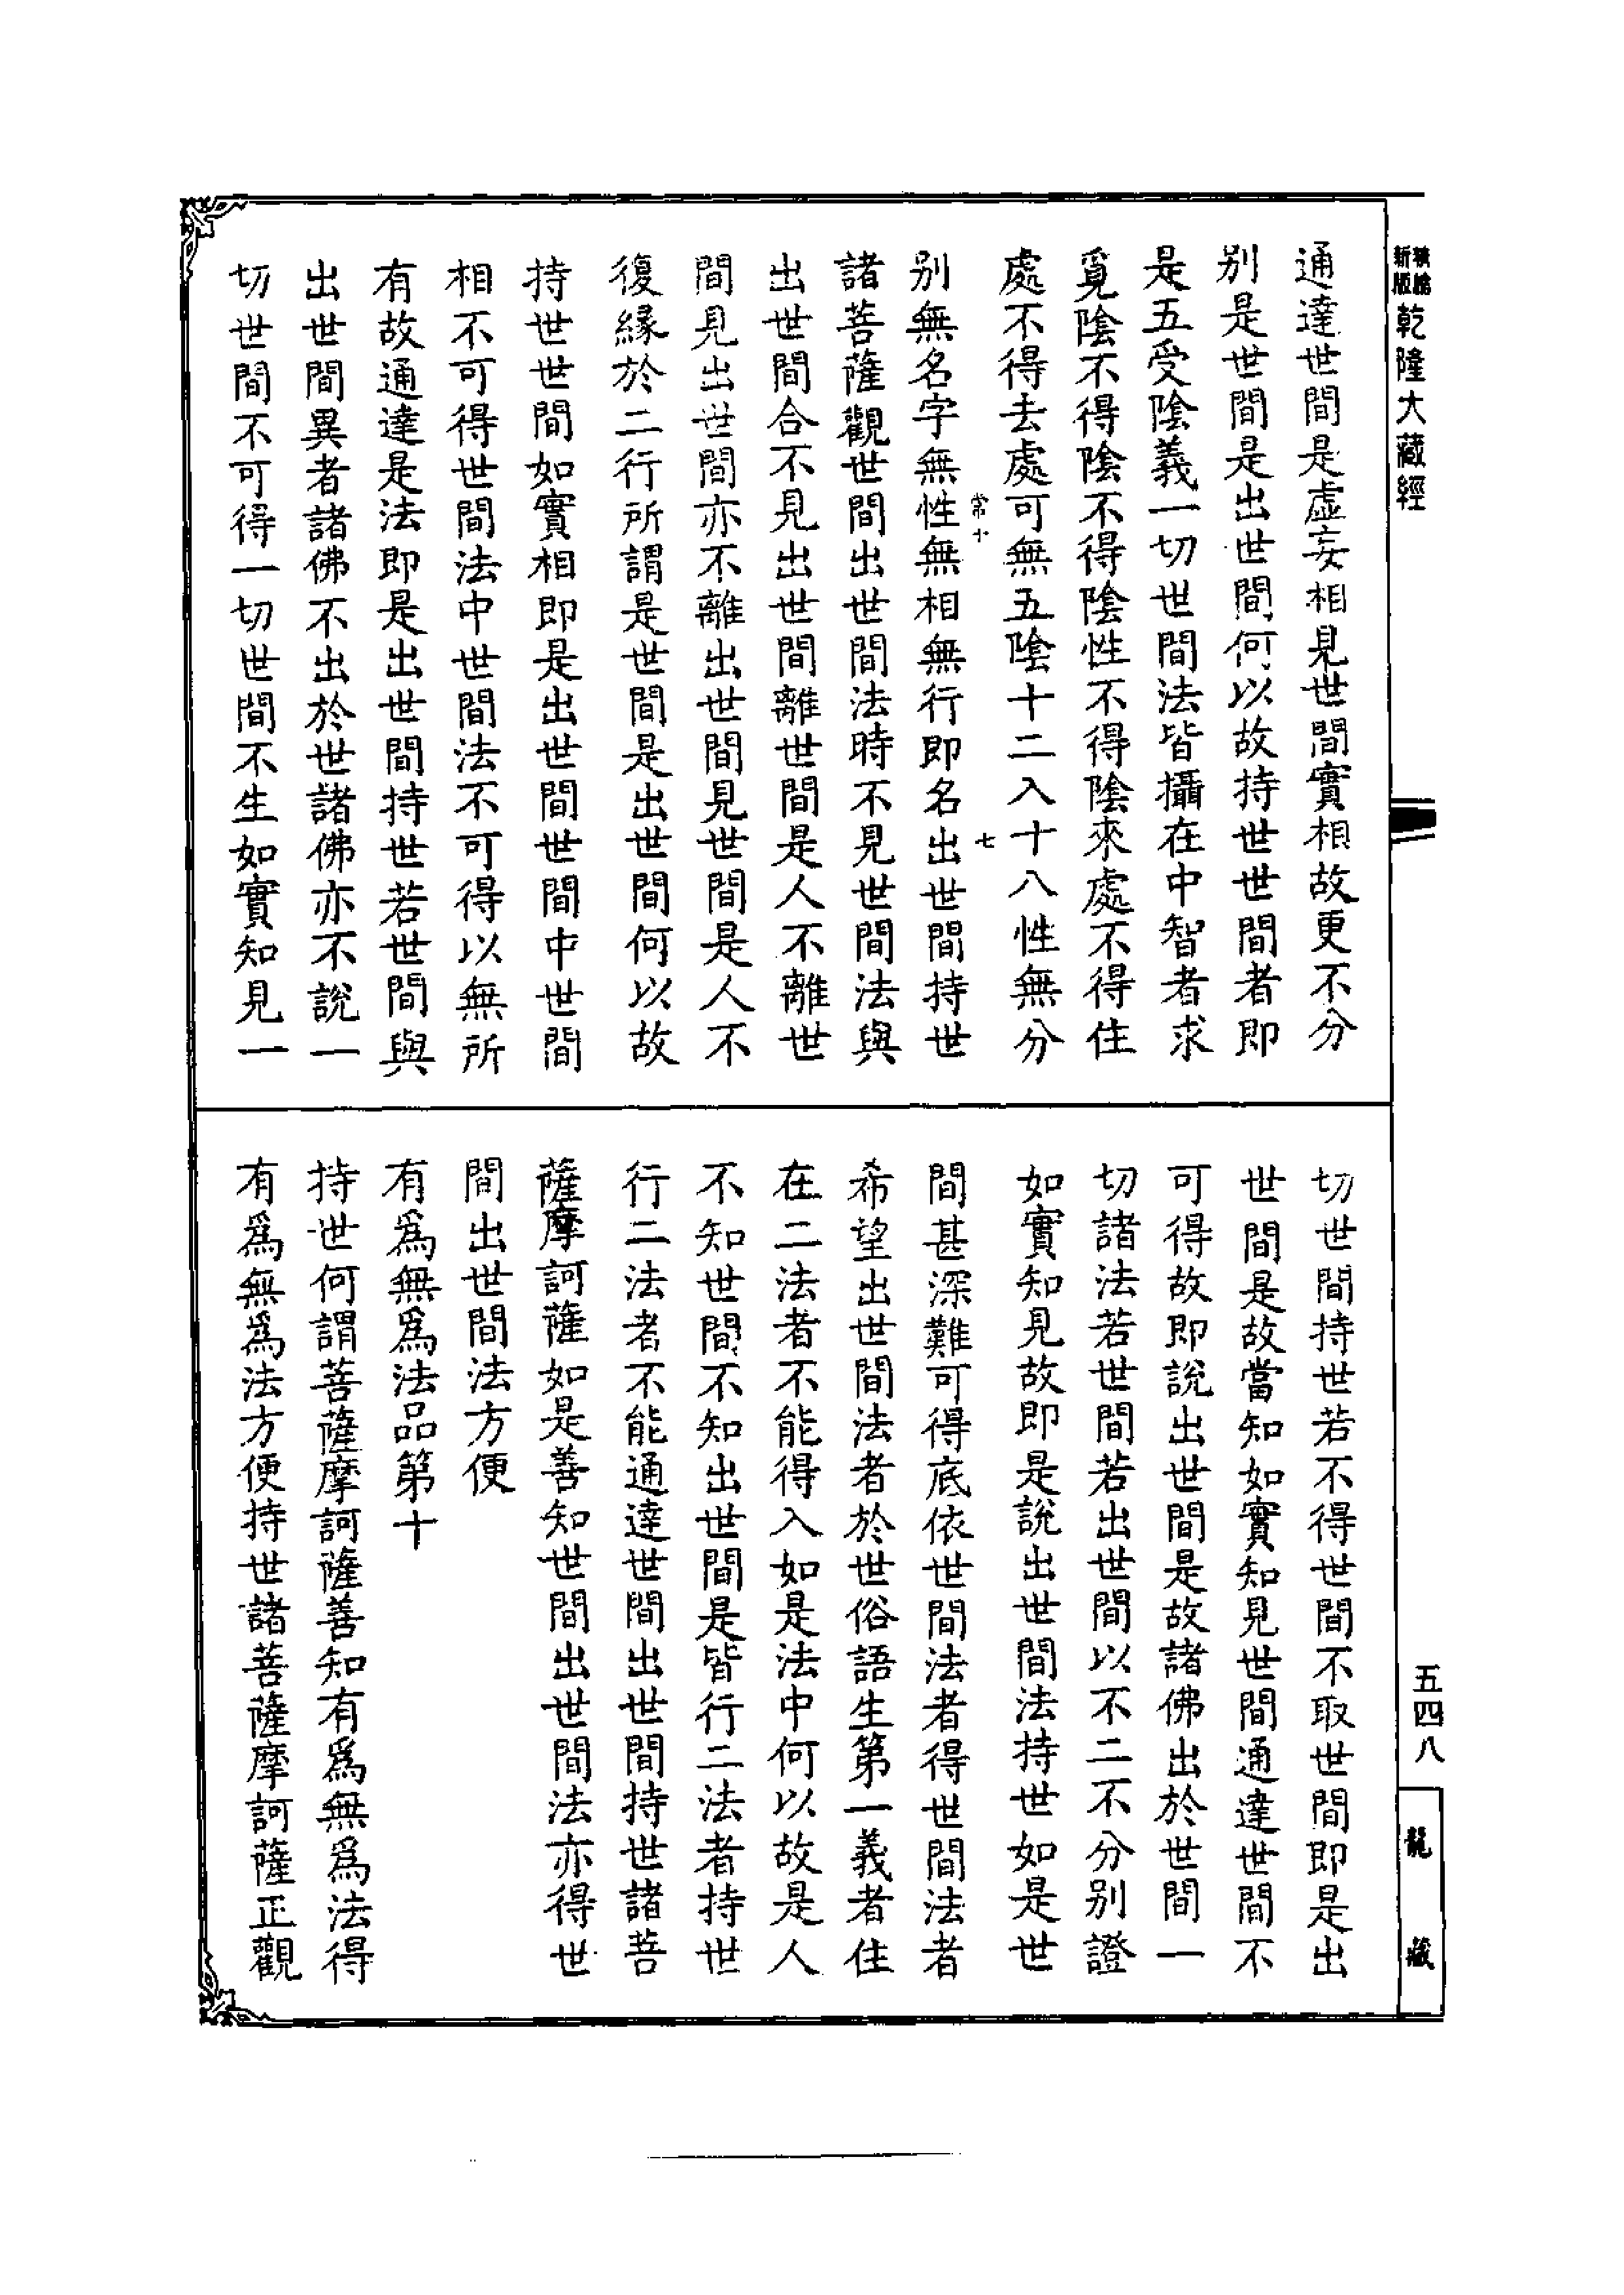 新版
乾隆大藏經
通達世間是虛妄相見世間實相故更不分
別是世間是出世間何以故持世世間者即
是五受陰義一切世間法皆攝在中智者求
覓陰不得陰不得陰性不得陰來處不得住
處不得去處可無五陰十二入十八性無分
常十
七
別無名字無性無相無行即名出世間持世
諸菩薩觀世間出世間法時不見世間法與
出世間合不見出世間離世間是人不離世
間見出世間亦不離出世間見世間是人不
復緣於二行所謂是世間是出世間何以故
持世世間如實相即是出世間世間中世間
相不可得世間法中世間法不可得以無所
有故通達是法即是出世間持世若世間與
出世間異者諸佛不出於世諸佛亦不說一
切世間不可得一切世間不生如實知見一
切世間持世若不得世間不取世間即是出
世間是故當知如實知見世間通達世間不
可得故即說出世間是故諸佛出於世間一
切諸法若世間若出世間以不二不分別證
如實知見故即是說出世間法持世如是世
間甚深難可得底依世間法者得世間法者
希望出世間法者於世俗語生第一義者住
在二法者不能得入如是法中何以故是人
不知世間不知出世間是皆行二法者持世
行二法者不能通達世間出世間持世諸菩
薩摩訶薩如是善知世間出世間法亦得世
間出世間法方便
有為無為法品第十
持世何謂菩薩摩訶薩善知有為無為法得
有為無為法方便持世諸菩薩摩訶薩正觀
五四八
龍藏